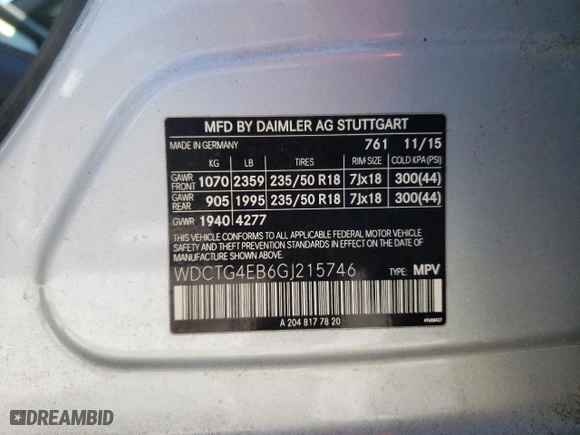 MFD BY DAIMLER AG STUTTGART
MADE IN GERMANY 761 11/15
KG LB TIRES RIM SIZE COLD KPA(PSI)
GAWR FRONT 1070 2359 235/50 R18 7Jx18 300(44)
GAWR REAR 905 1995 235/50 R18 7Jx18 300(44)
GVWR 1940 4277
THIS VEHICLE CONFORMS TO ALL APPLICABLE FEDERAL MOTOR VEHICLE
SAFETY, BUMPER, AND THEFT PREVENTION STANDARDS IN EFFECT ON THE DATE
OF MANUFACTURE SHOWN ABOVE.
WDCTG4EB6GJ215746 TYPE: MPV
A 204 817 78 20
DREAMBID